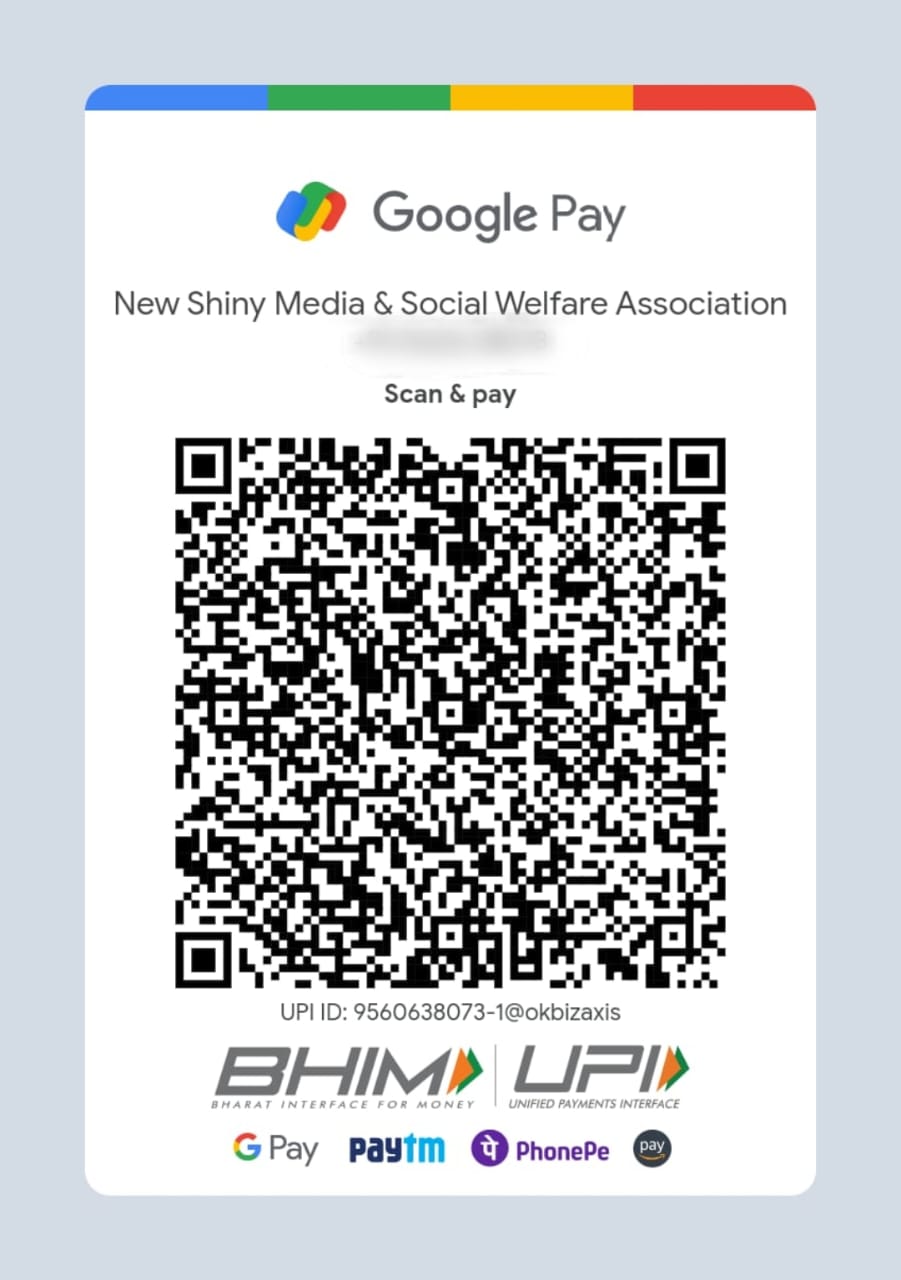 Google Pay
New Shiny Media & Social Welfare Association
Scan & pay
UPI ID: 9560638073-1@okbizaxis
BHIM UPI
BHARAT INTERFACE FOR MONEY UNIFIED PAYMENTS INTERFACE
G Pay paytm पे PhonePe pay